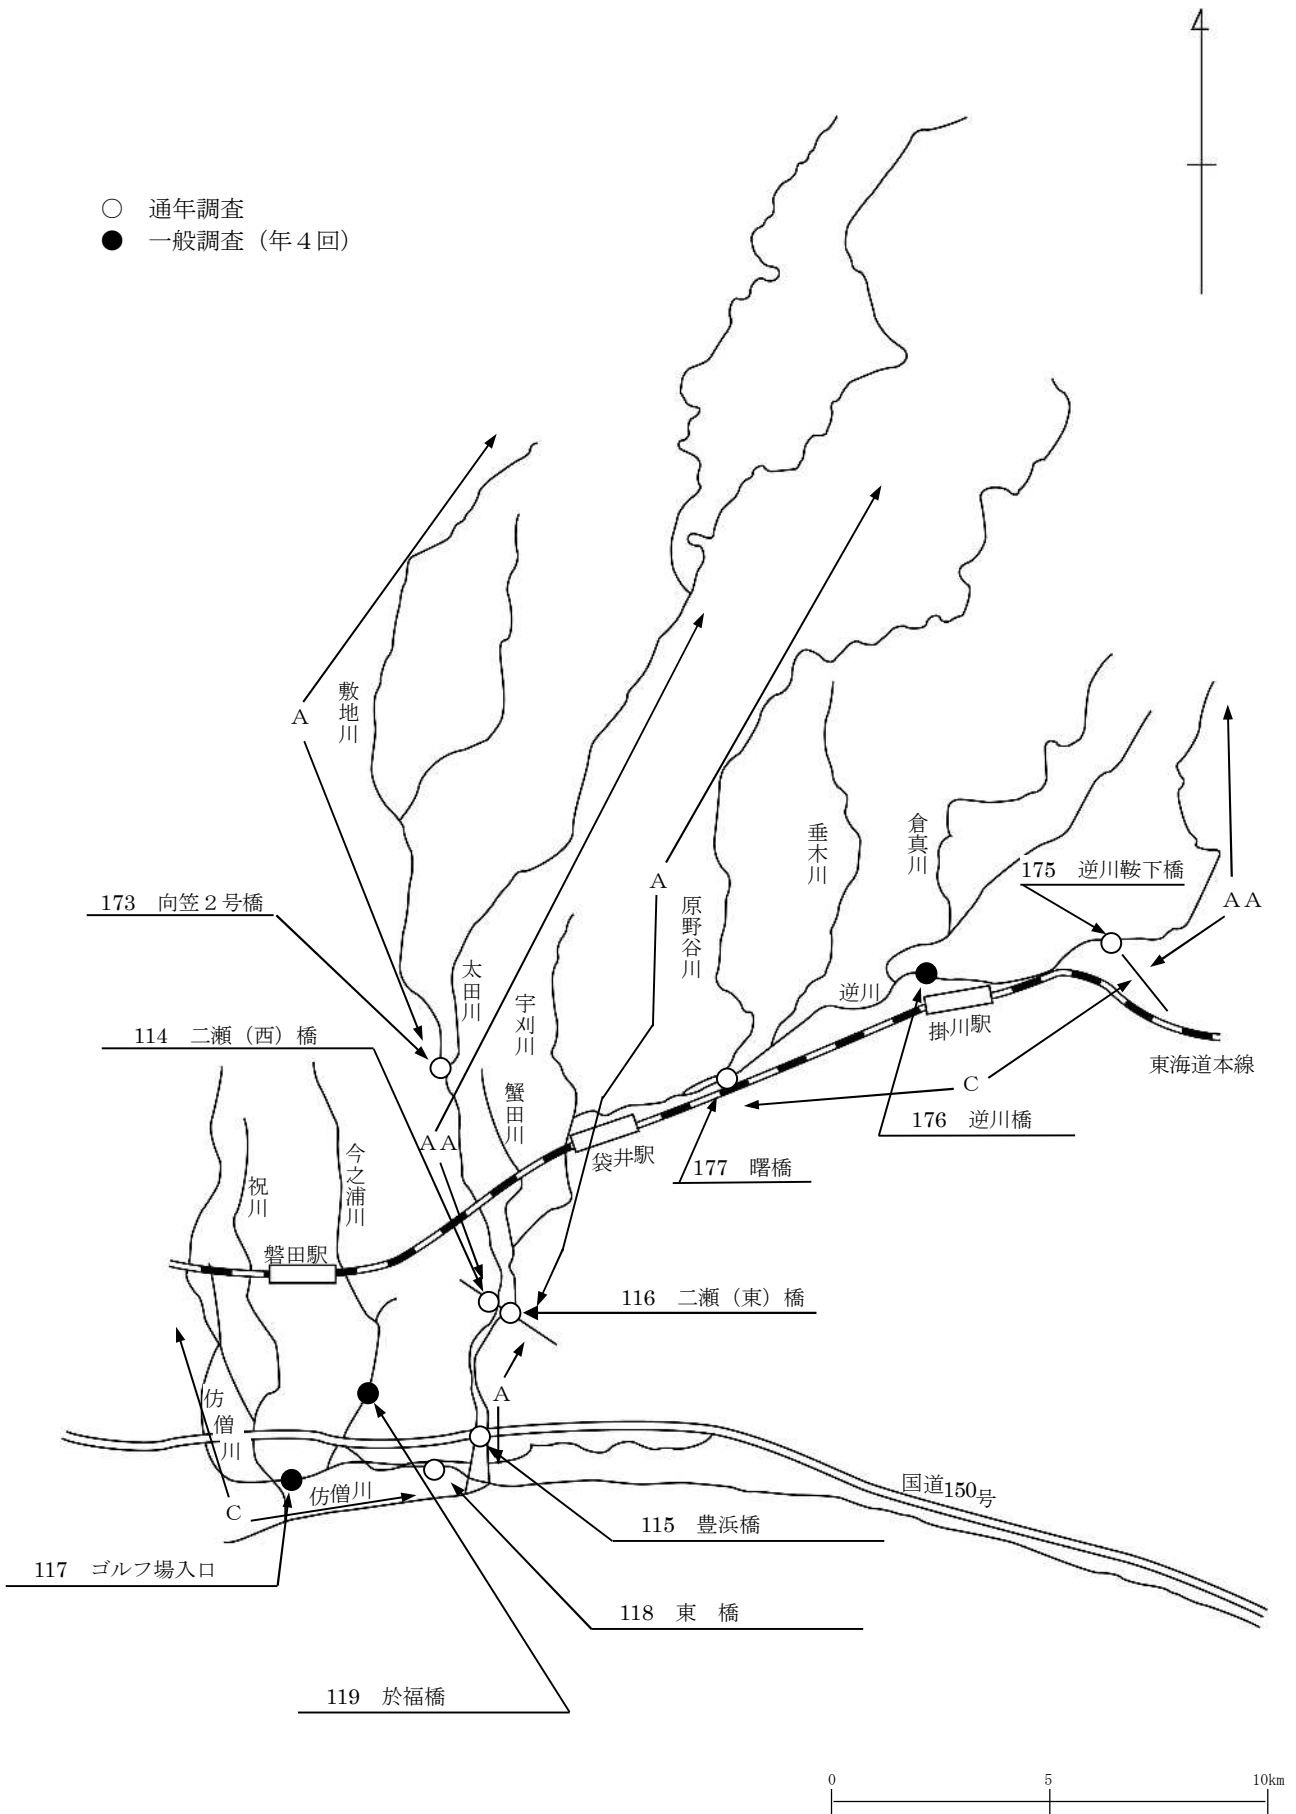 ○ 通年調査
● 一般調査（年４回）
A
敷地川
173 向笠２号橋
114 二瀬（西）橋
太田川
宇刈川
蟹田川
AA
A
原野谷川
垂木川
倉真川
175 逆川鞍下橋
AA
逆川
掛川駅
東海道本線
C
176 逆川橋
177 曙橋
袋井駅
今之浦川
祝川
磐田駅
116 二瀬（東）橋
A
仿僧川
仿僧川
C
国道150号
115 豊浜橋
117 ゴルフ場入口
118 東 橋
119 於福橋
0 5 10km